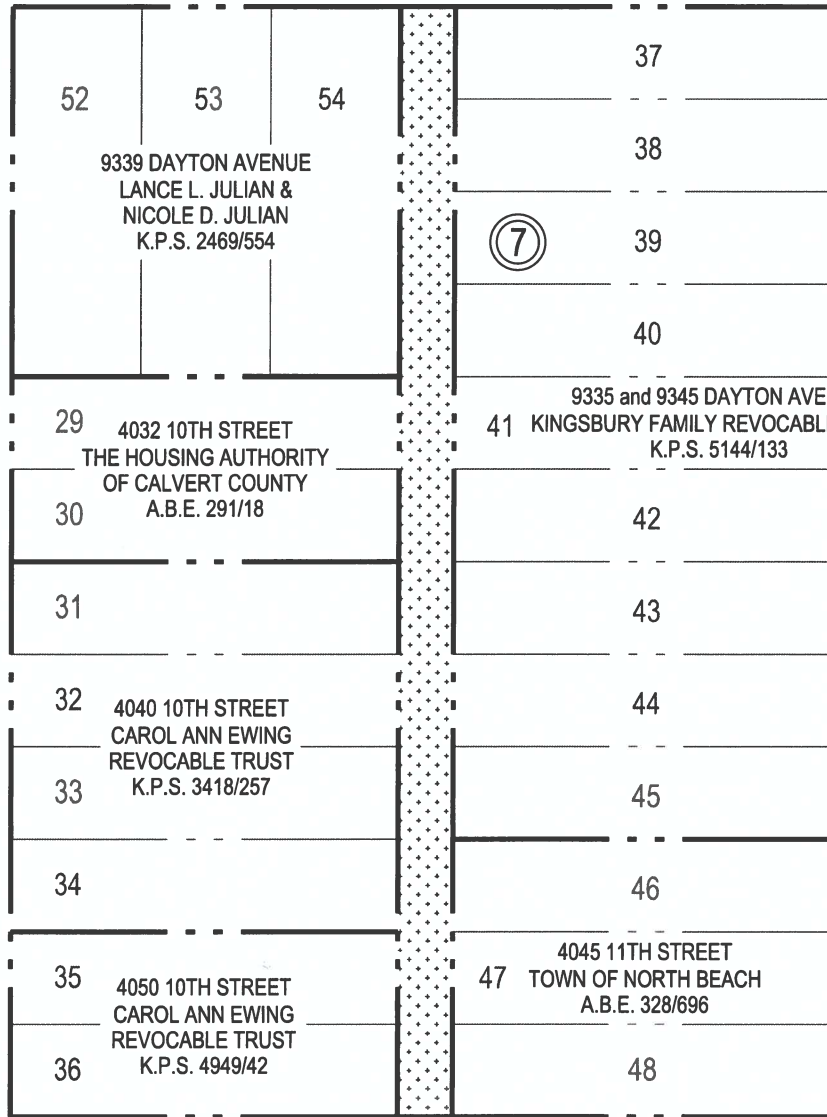 52 53 54
9339 DAYTON AVENUE
LANCE L. JULIAN &
NICOLE D. JULIAN
K.P.S. 2469/554
29
4032 10TH STREET
THE HOUSING AUTHORITY
OF CALVERT COUNTY
A.B.E. 291/18
30
31
32
4040 10TH STREET
CAROL ANN EWING
REVOCABLE TRUST
K.P.S. 3418/257
33
34
35
4050 10TH STREET
CAROL ANN EWING
REVOCABLE TRUST
K.P.S. 4949/42
36
37
38
7
39
40
9335 and 9345 DAYTON AVE
41 KINGSBURY FAMILY REVOCABL
K.P.S. 5144/133
42
43
44
45
46
4045 11TH STREET
47 TOWN OF NORTH BEACH
A.B.E. 328/696
48